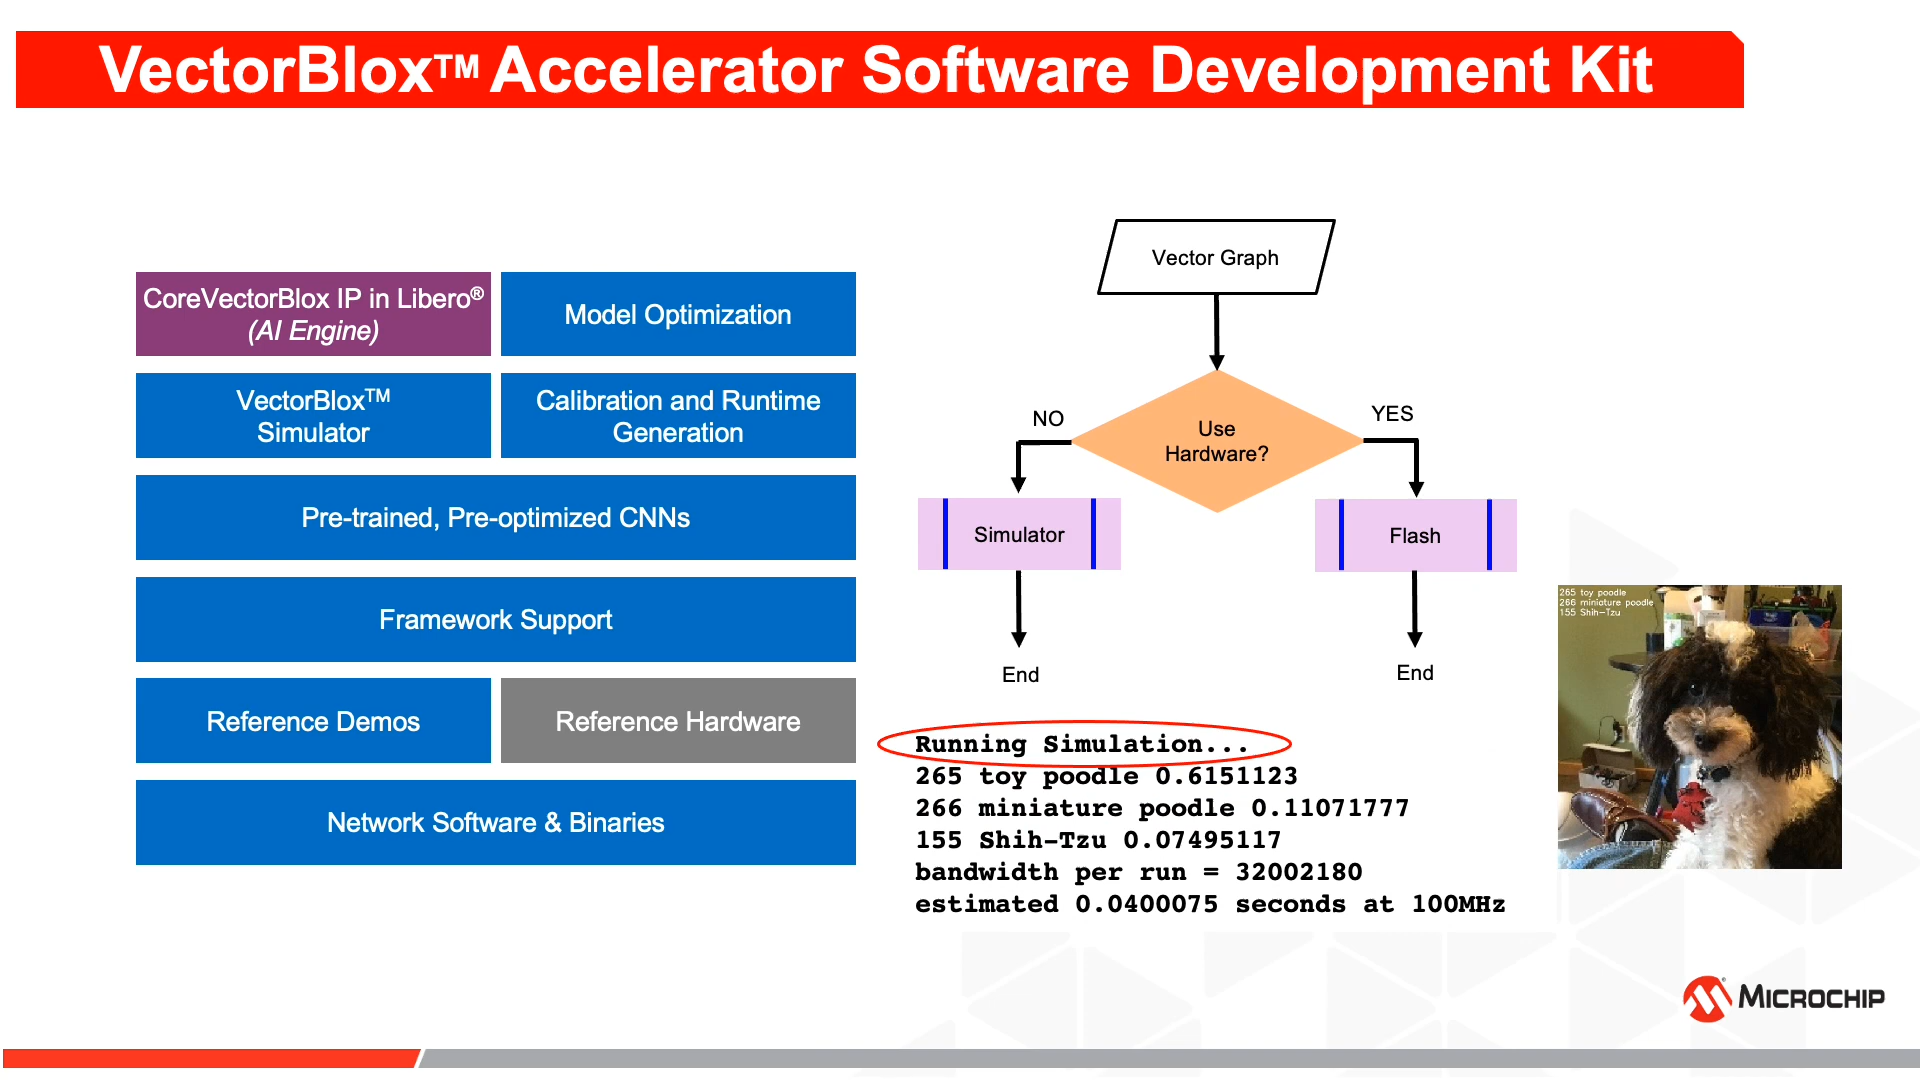 VectorBlox™ Accelerator Software Development Kit
CoreVectorBlox IP in Libero®
(AI Engine)
Model Optimization
VectorBlox™
Simulator
Calibration and Runtime
Generation
Pre-trained, Pre-optimized CNNs
Framework Support
Reference Demos
Reference Hardware
Network Software & Binaries
Vector Graph
Use
Hardware?
NO
YES
Simulator
Flash
End
End
Running Simulation...
265 toy poodle 0.6151123
266 miniature poodle 0.11071777
155 Shih-Tzu 0.07495117
bandwidth per run = 32002180
estimated 0.0400075 seconds at 100MHz
265 toy poodle
266 miniature poodle
155 Shih-Tzu
MICROCHIP